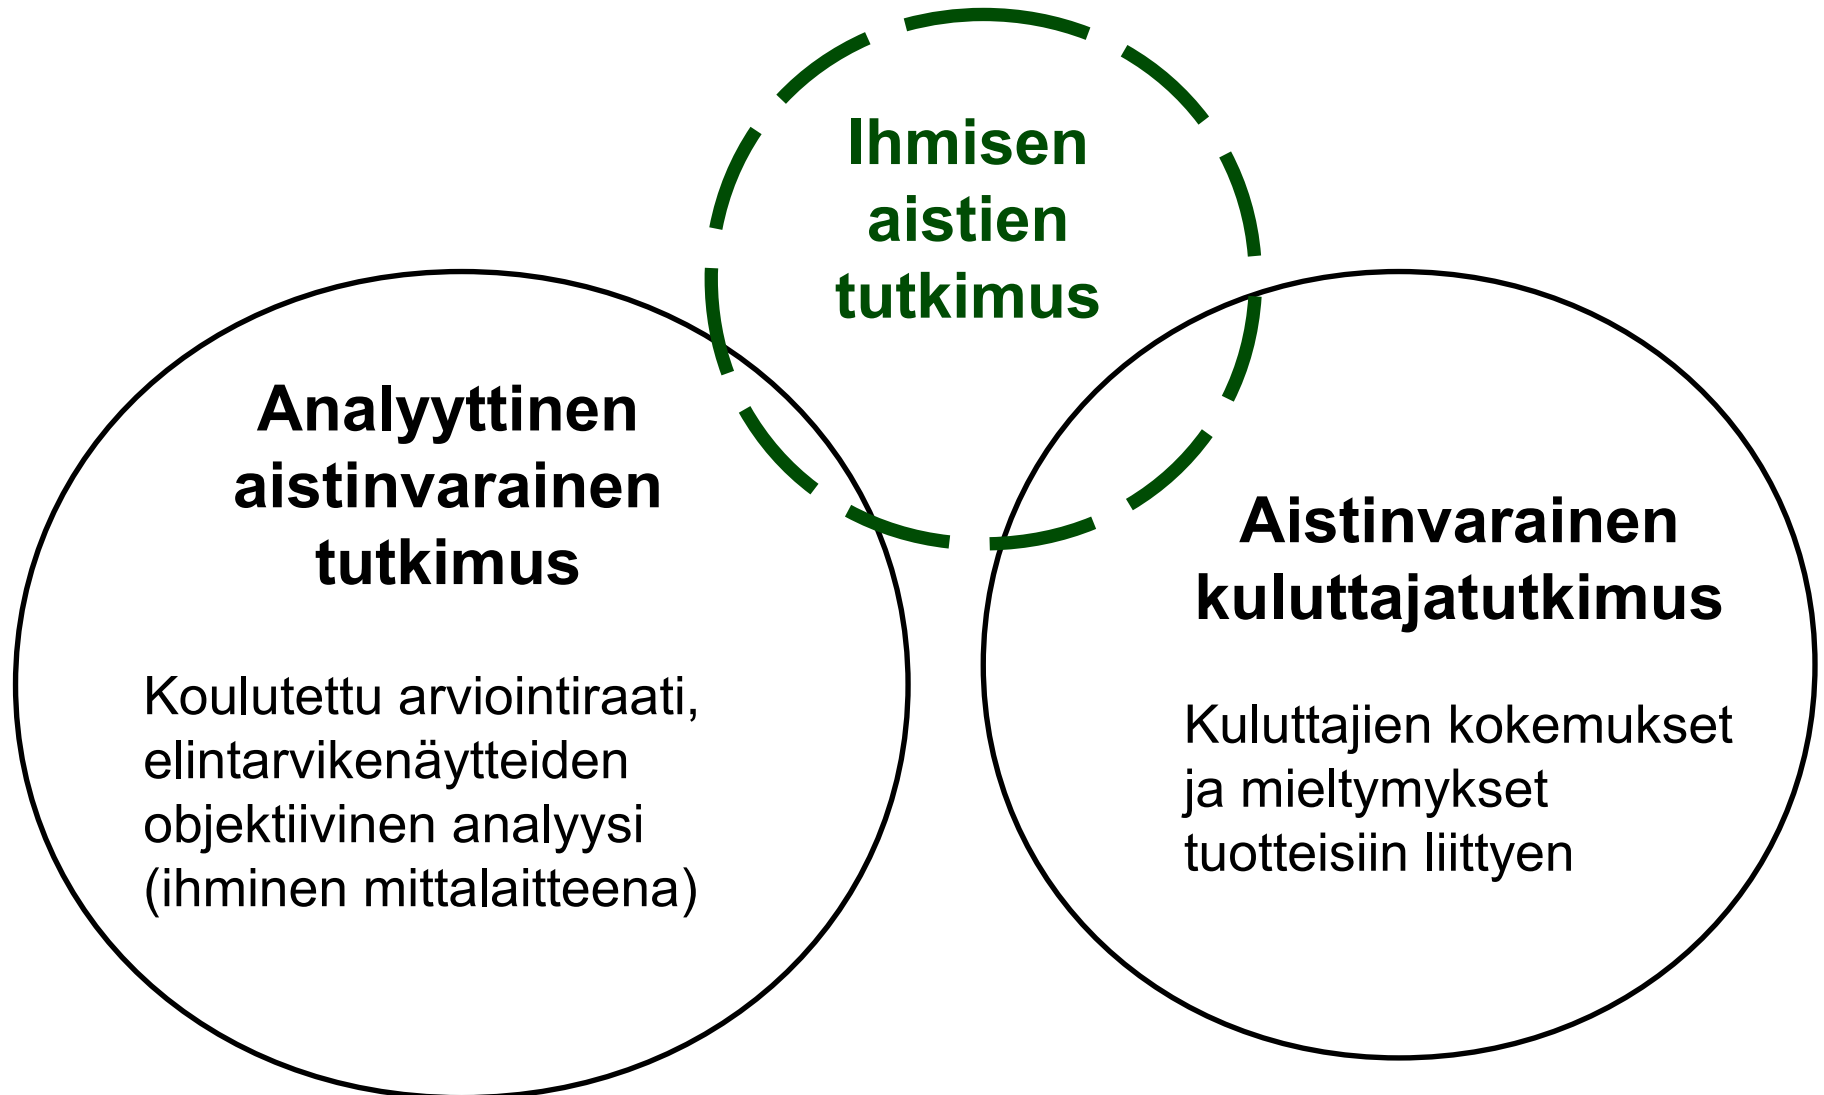 Ihmisen
aistien
tutkimus
Analyyttinen
aistinvarainen
tutkimus
Koulutettu arviointiraati,
elintarvikenäytteiden
objektiivinen analyysi
(ihminen mittalaitteena)
Aistinvarainen
kuluttajatutkimus
Kuluttajien kokemukset
ja mieltymykset
tuotteisiin liittyen